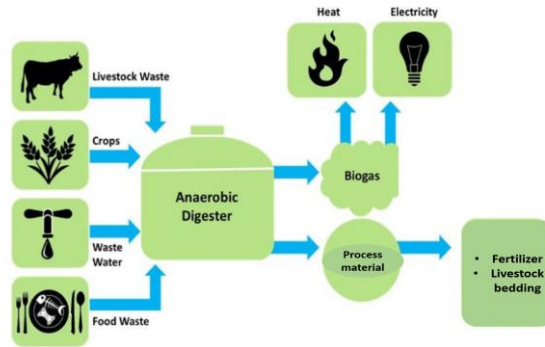 Heat
Electricity
Livestock Waste
Crops
Anaerobic
Digester
Biogas
Waste
Water
Process
material
• Fertilizer
• Livestock
bedding
Food Waste